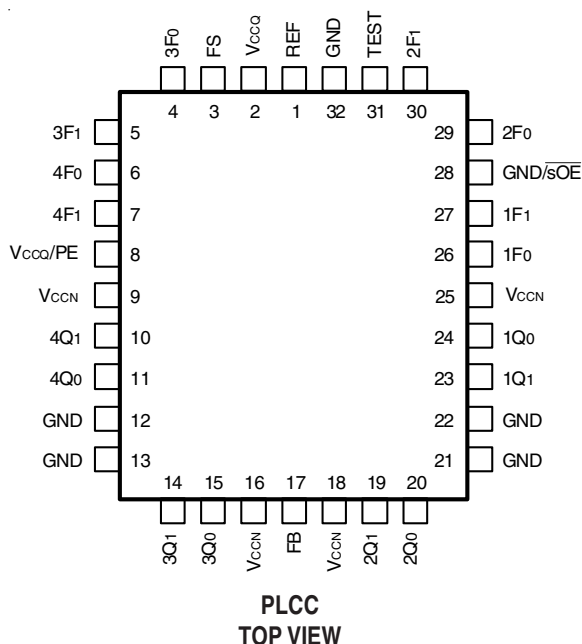 3F0 FS VCCQ REF GND TEST 2F1
4 3 2 1 32 31 30
3F1 5 29 2F0
4F0 6 28 GND/sOE
4F1 7 27 1F1
VCCQ/PE 8 26 1F0
VCCN 9 25 VCCN
4Q1 10 24 1Q0
4Q0 11 23 1Q1
GND 12 22 GND
GND 13 21 GND
14 15 16 17 18 19 20
3Q1 3Q0 VCCN FB VCCN 2Q1 2Q0
PLCC
TOP VIEW